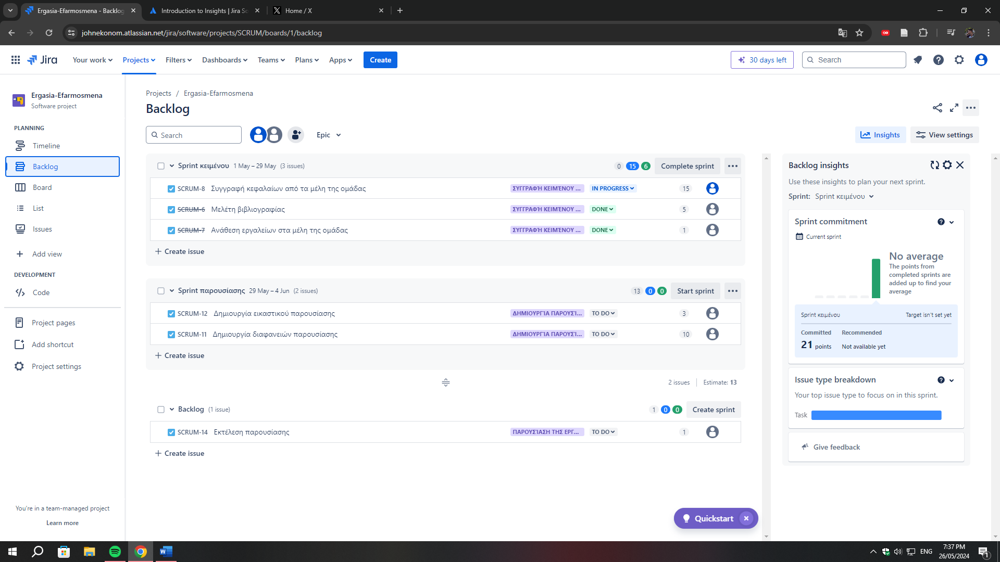 Ergasia-Efarmosmena - Backlog
Introduction to Insights | Jira So
Home / X
johnekonom.atlassian.net/jira/software/projects/SCRUM/boards/1/backlog
Jira
Your work
Projects
Filters
Dashboards
Teams
Plans
Apps
Create
30 days left
Search
Ergasia-Efarmosmena
Software project
PLANNING
Timeline
Backlog
Board
List
Issues
Add view
DEVELOPMENT
Code
Project pages
Add shortcut
Project settings
You're in a team-managed project
Learn more
Projects / Ergasia-Efarmosmena
Backlog
Search
Epic
Insights
View settings
Sprint κειμένου 1 May – 29 May (3 issues) 0 15 6 Complete sprint
SCRUM-8 Συγγραφή κεφαλαίων από τα μέλη της ομάδας ΣΥΓΓΡΑΦΉ ΚΕΙΜΈΝΟΥ ... IN PROGRESS 15
SCRUM-6 Μελέτη βιβλιογραφίας ΣΥΓΓΡΑΦΉ ΚΕΙΜΈΝΟΥ ... DONE 5
SCRUM-7 Ανάθεση εργαλείων στα μέλη της ομάδας ΣΥΓΓΡΑΦΉ ΚΕΙΜΈΝΟΥ ... DONE 1
Create issue
Sprint παρουσίασης 29 May – 4 Jun (2 issues) 13 0 0 Start sprint
SCRUM-12 Δημιουργία εικαστικού παρουσίασης ΔΗΜΙΟΥΡΓΊΑ ΠΑΡΟΥΣΊ... TO DO 3
SCRUM-11 Δημιουργία διαφανειών παρουσίασης ΔΗΜΙΟΥΡΓΊΑ ΠΑΡΟΥΣΊ... TO DO 10
Create issue
2 issues Estimate: 13
Backlog (1 issue) 1 0 0 Create sprint
SCRUM-14 Εκτέλεση παρουσίασης ΠΑΡΟΥΣΊΑΣΗ ΤΗΣ ΕΡΓ... TO DO 1
Create issue
Backlog insights
Use these insights to plan your next sprint.
Sprint: Sprint κειμένου
Sprint commitment
Current sprint
No average
The points from
completed sprints are
added up to find your
average
Sprint κειμένου Target isn't set yet
Committed Recommended
21 points Not available yet
Issue type breakdown
Your top issue type to focus on in this sprint.
Task
Give feedback
Quickstart
ENG
7:37 PM
26/05/2024
1